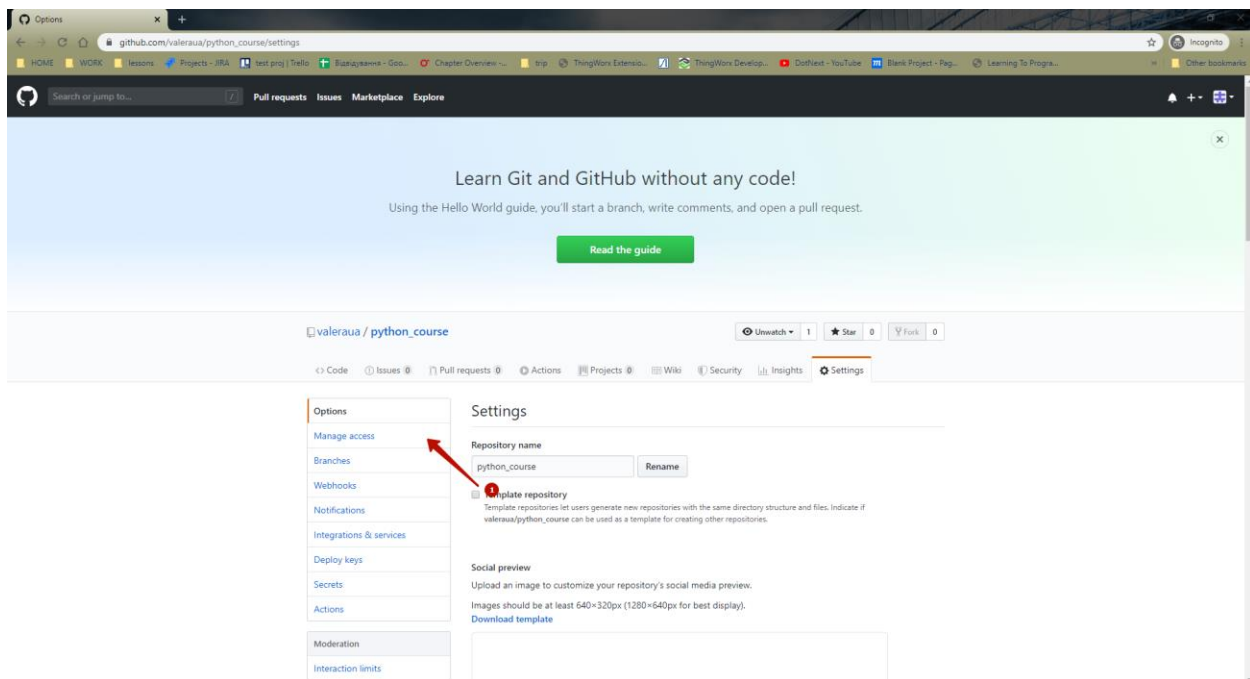 Options
github.com/valeraua/python_course/settings
Incognito
HOME WORK lessons Projects - JIRA test proj | Trello Відвідування - Goo... Chapter Overview -... trip ThingWorx Extensio... ThingWorx Develop... DotNext - YouTube Blank Project - Pag... Learning To Progra... Other bookmarks
Search or jump to... / Pull requests Issues Marketplace Explore
Learn Git and GitHub without any code!
Using the Hello World guide, you'll start a branch, write comments, and open a pull request.
Read the guide
valeraua / python_course
Unwatch 1 Star 0 Fork 0
Code Issues 0 Pull requests 0 Actions Projects 0 Wiki Security Insights Settings
Options
Manage access
Branches
Webhooks
Notifications
Integrations & services
Deploy keys
Secrets
Actions
Moderation
Interaction limits
Settings
Repository name
python_course Rename
1
Template repository
Template repositories let users generate new repositories with the same directory structure and files. Indicate if
valeraua/python_course can be used as a template for creating other repositories.
Social preview
Upload an image to customize your repository's social media preview.
Images should be at least 640×320px (1280×640px for best display).
Download template